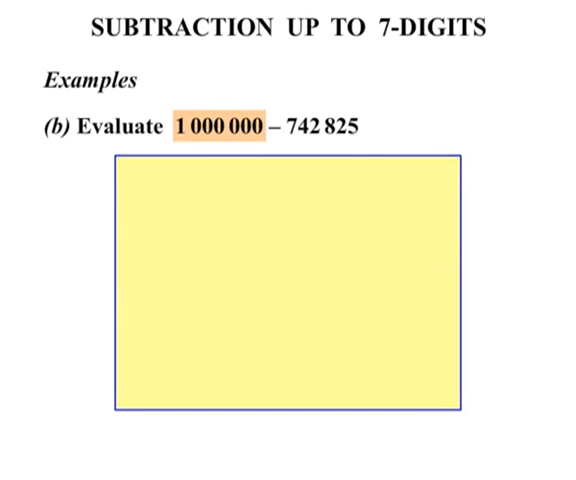 SUBTRACTION UP TO 7-DIGITS
Examples
(b) Evaluate 1 000 000 – 742 825